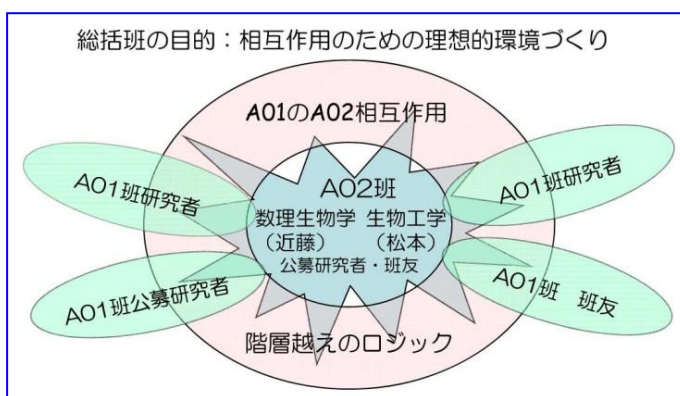 総括班の目的：相互作用のための理想的環境づくり
A01のA02相互作用
A01班研究者
A01班研究者
A02班
数理生物学 生物工学
（近藤） （松本）
公募研究者・班友
A01班公募研究者
A01班 班友
階層越えのロジック